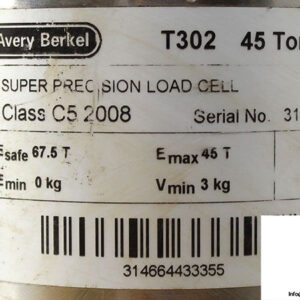 Avery Berkel T302 45 Ton
SUPER PRECISION LOAD CELL
Class C5 2008 Serial No. 31
Esafe 67.5 T Emax 45 T
Emin 0 kg Vmin 3 kg
314664433355